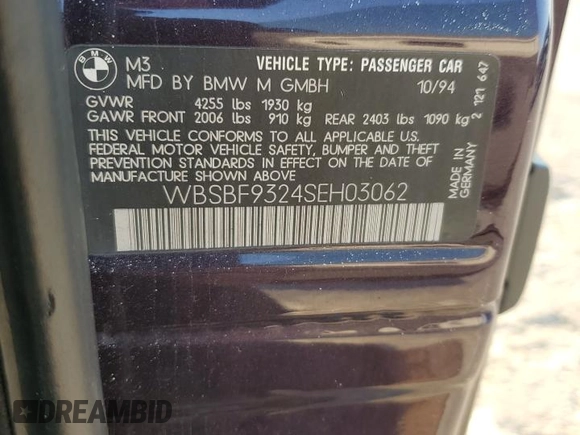 BMW
M3 VEHICLE TYPE: PASSENGER CAR
MFD BY BMW M GMBH 10/94
GVWR 4255 lbs 1930 kg
GAWR FRONT 2006 lbs 910 kg REAR 2403 lbs 1090 kg
THIS VEHICLE CONFORMS TO ALL APPLICABLE U.S.
FEDERAL MOTOR VEHICLE SAFETY, BUMPER AND THEFT
PREVENTION STANDARDS IN EFFECT ON THE DATE OF
MANUFACTURE SHOWN ABOVE.
WBSBF9324SEH03062
MADE IN
GERMANY
2 121 647
DREAMBID